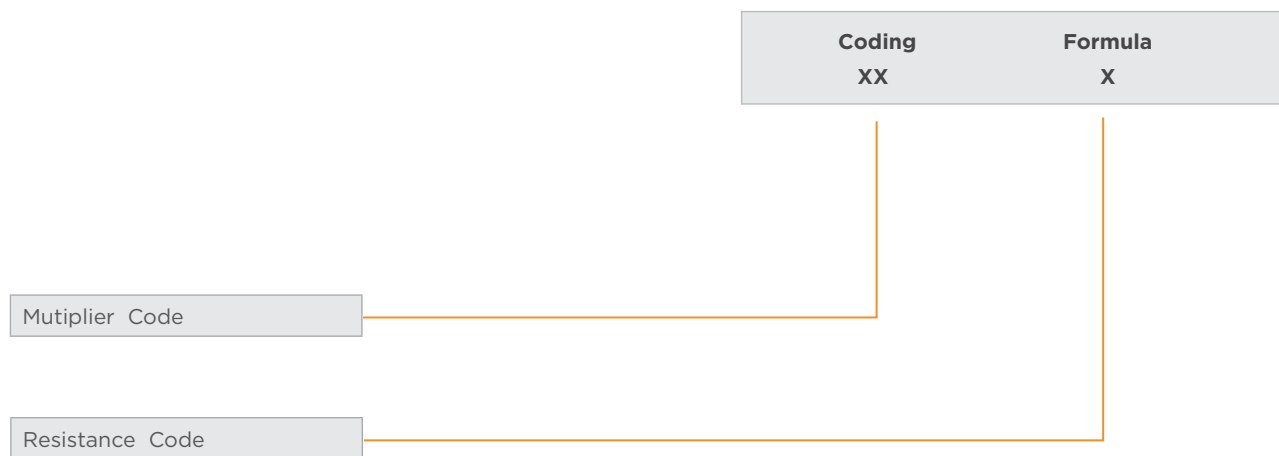 Coding Formula
XX X
Mutiplier Code
Resistance Code